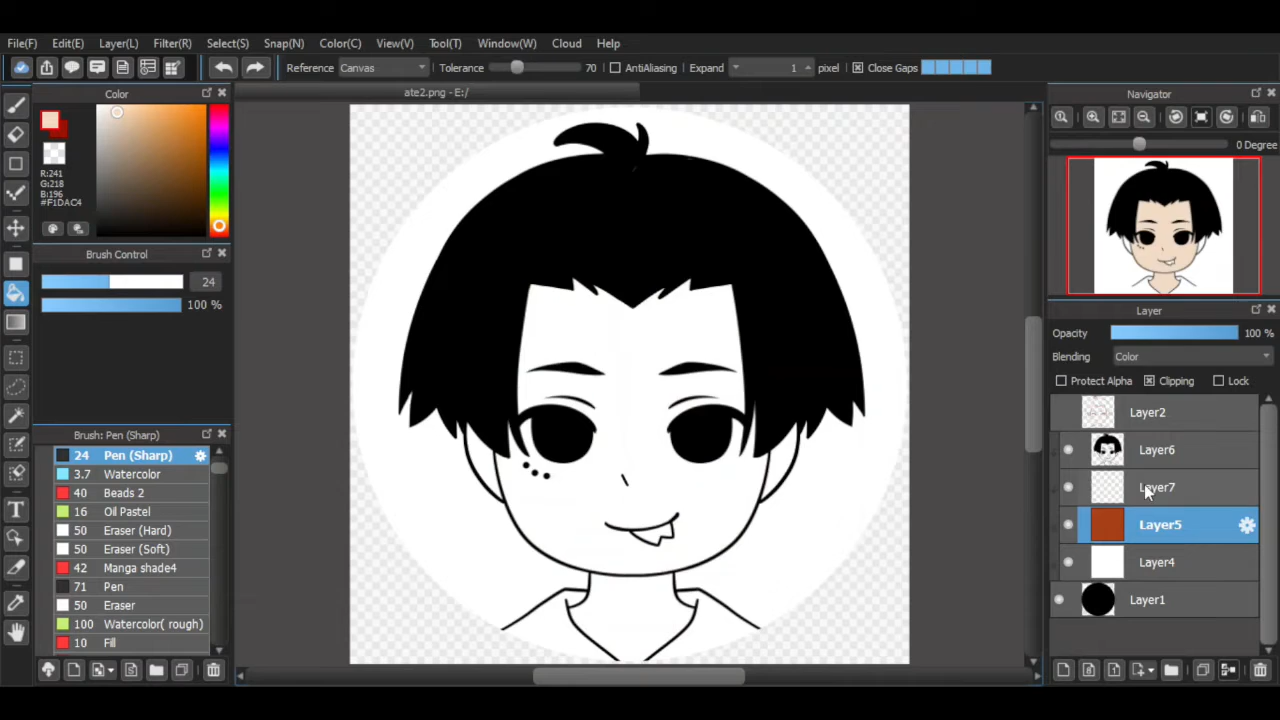 File(F) Edit(E) Layer(L) Filter(R) Select(S) Snap(N) Color(C) View(V) Tool(T) Window(W) Cloud Help
Reference Canvas Tolerance 70 AntiAliasing Expand 1 pixel Close Gaps
Color
ate2.png - E:/
Navigator
R:241
G:218
B:196
#F1DAC4
0 Degree
Brush Control
24
100 %
Layer
Opacity 100 %
Blending Color
Protect Alpha Clipping Lock
Layer2
Layer6
Layer7
Layer5
Layer4
Layer1
Brush: Pen (Sharp)
24 Pen (Sharp)
3.7 Watercolor
40 Beads 2
16 Oil Pastel
50 Eraser (Hard)
50 Eraser (Soft)
42 Manga shade4
71 Pen
50 Eraser
100 Watercolor( rough)
10 Fill